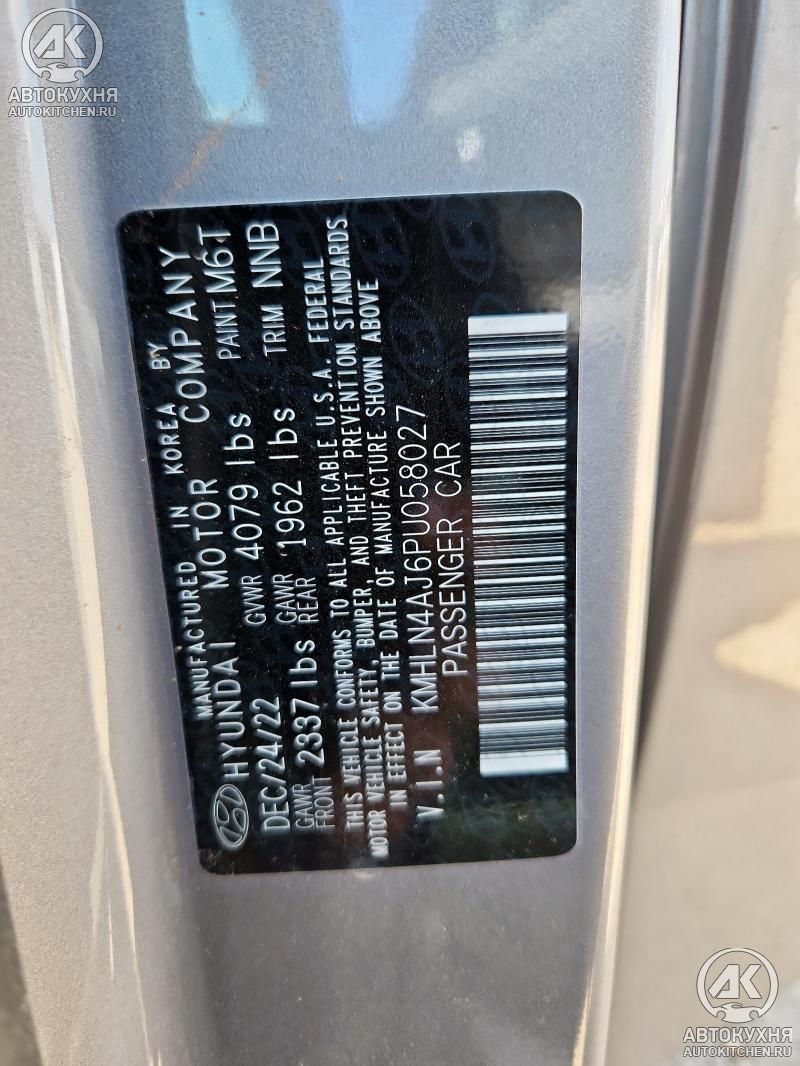 АВТОКУХНЯ
AUTOKITCHEN.RU
MANUFACTURED IN KOREA BY
HYUNDAI MOTOR COMPANY
DEC/24/22 GVWR 4079 lbs PAINT M6T
GAWR FRONT 2337 lbs GAWR REAR 1962 lbs TRIM NNB
THIS VEHICLE CONFORMS TO ALL APPLICABLE U.S.A. FEDERAL
MOTOR VEHICLE SAFETY, BUMPER, AND THEFT PREVENTION STANDARDS
IN EFFECT ON THE DATE OF MANUFACTURE SHOWN ABOVE
V.I.N KMHLN4AJ6PU058027
PASSENGER CAR
АВТОКУХНЯ
AUTOKITCHEN.RU